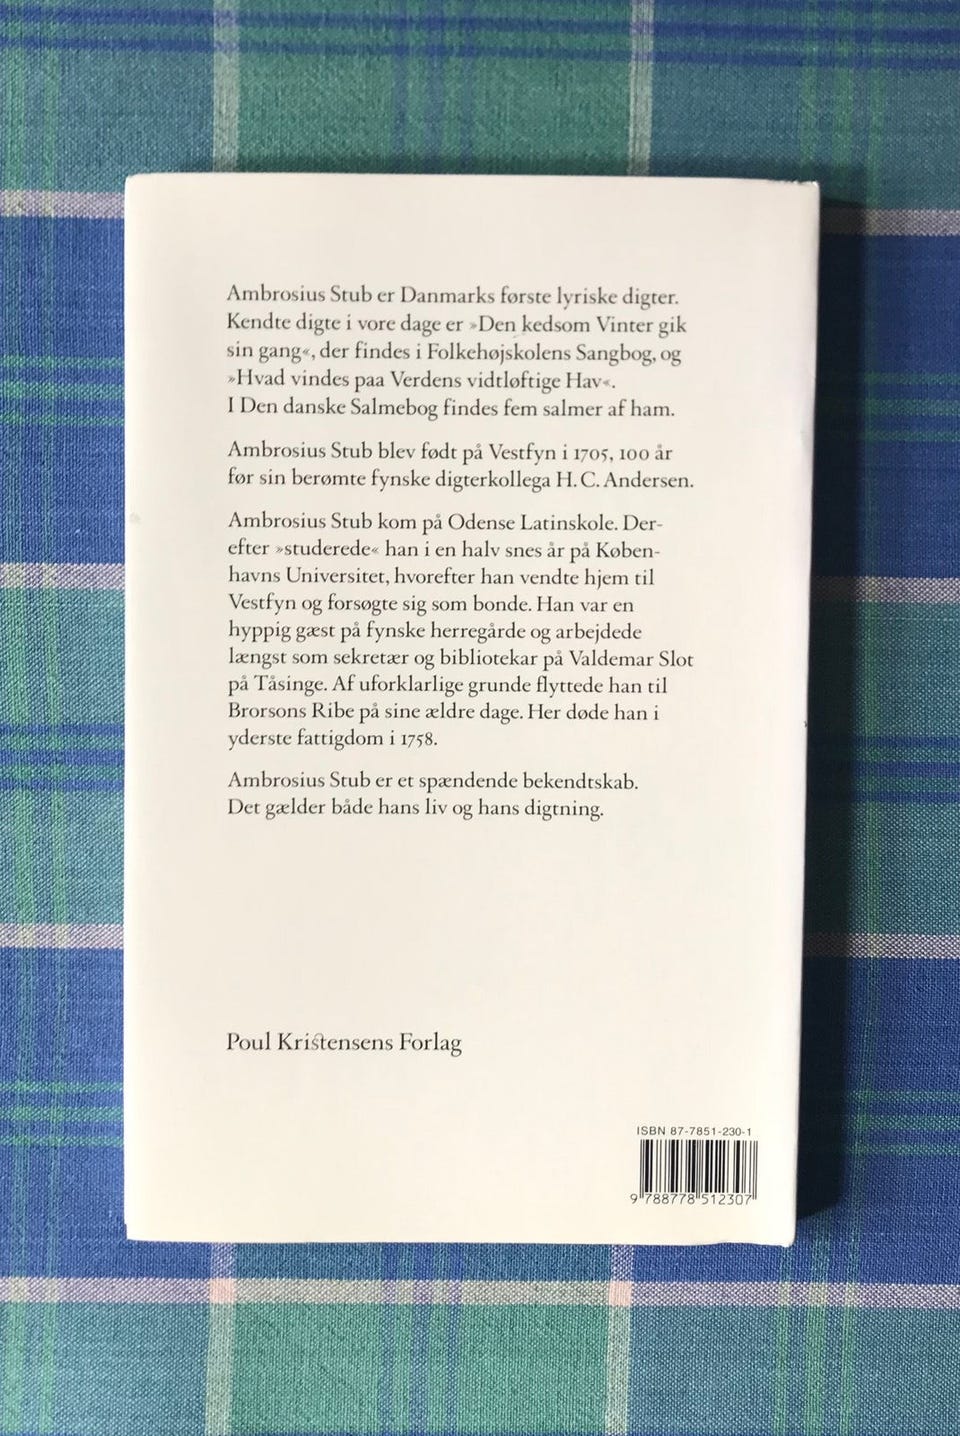 Ambrosius Stub er Danmarks første lyriske digter.
Kendte digte i vore dage er »Den kedsom Vinter gik
sin gang«, der findes i Folkehøjskolens Sangbog, og
»Hvad vindes paa Verdens vidtløftige Hav«.
I Den danske Salmebog findes fem salmer af ham.
Ambrosius Stub blev født på Vestfyn i 1705, 100 år
før sin berømte fynske digterkollega H. C. Andersen.
Ambrosius Stub kom på Odense Latinskole. Der-
efter »studerede« han i en halv snes år på Køben-
havns Universitet, hvorefter han vendte hjem til
Vestfyn og forsøgte sig som bonde. Han var en
hyppig gæst på fynske herregårde og arbejdede
længst som sekretær og bibliotekar på Valdemar Slot
på Tåsinge. Af uforklarlige grunde flyttede han til
Brorsons Ribe på sine ældre dage. Her døde han i
yderste fattigdom i 1758.
Ambrosius Stub er et spændende bekendtskab.
Det gælder både hans liv og hans digtning.
Poul Kristensens Forlag
ISBN 87-7851-230-1
9 788778 512307